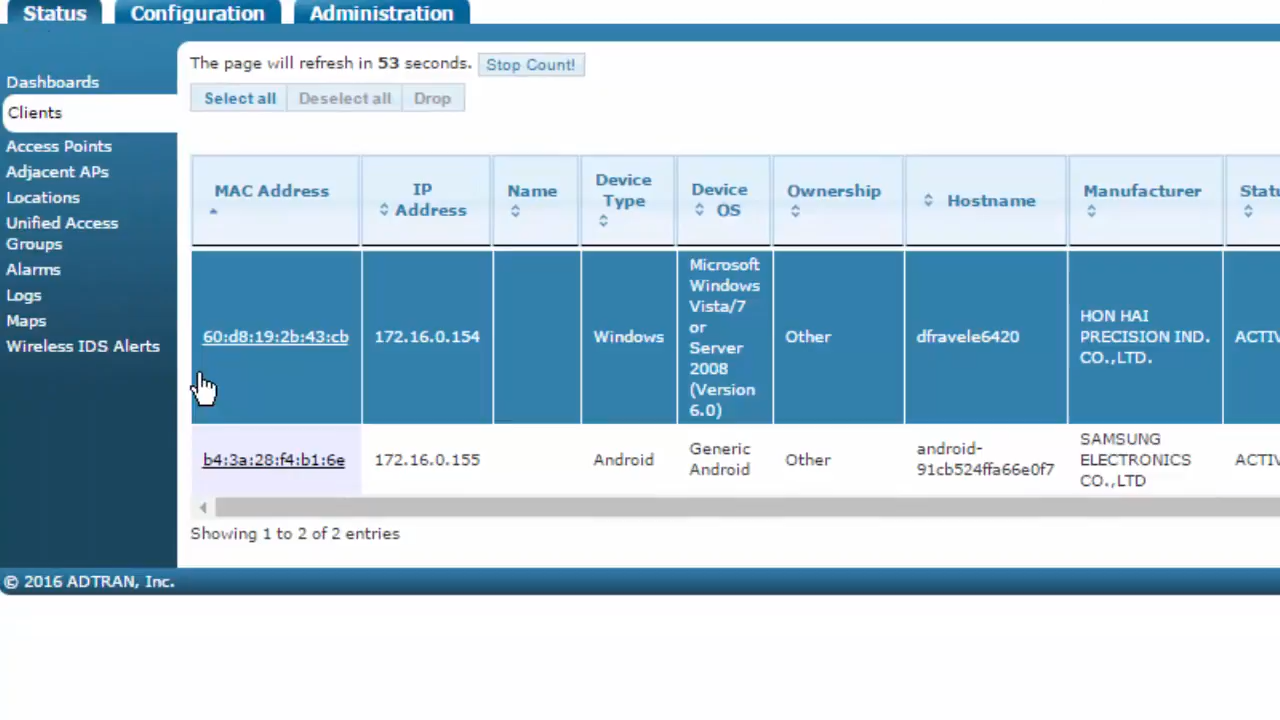 Status Configuration Administration
The page will refresh in 53 seconds. Stop Count!
Select all Deselect all Drop
Dashboards
Clients
Access Points
Adjacent APs
Locations
Unified Access
Groups
Alarms
Logs
Maps
Wireless IDS Alerts
MAC Address
IP
Address
Name
Device
Type
Device
OS
Ownership
Hostname
Manufacturer
Statu
60:d8:19:2b:43:cb
172.16.0.154
Windows
Microsoft
Windows
Vista/7
or
Server
2008
(Version
6.0)
Other
dfravele6420
HON HAI
PRECISION IND.
CO.,LTD.
ACTIV
b4:3a:28:f4:b1:6e
172.16.0.155
Android
Generic
Android
Other
android-
91cb524ffa66e0f7
SAMSUNG
ELECTRONICS
CO.,LTD
ACTIV
Showing 1 to 2 of 2 entries
© 2016 ADTRAN, Inc.